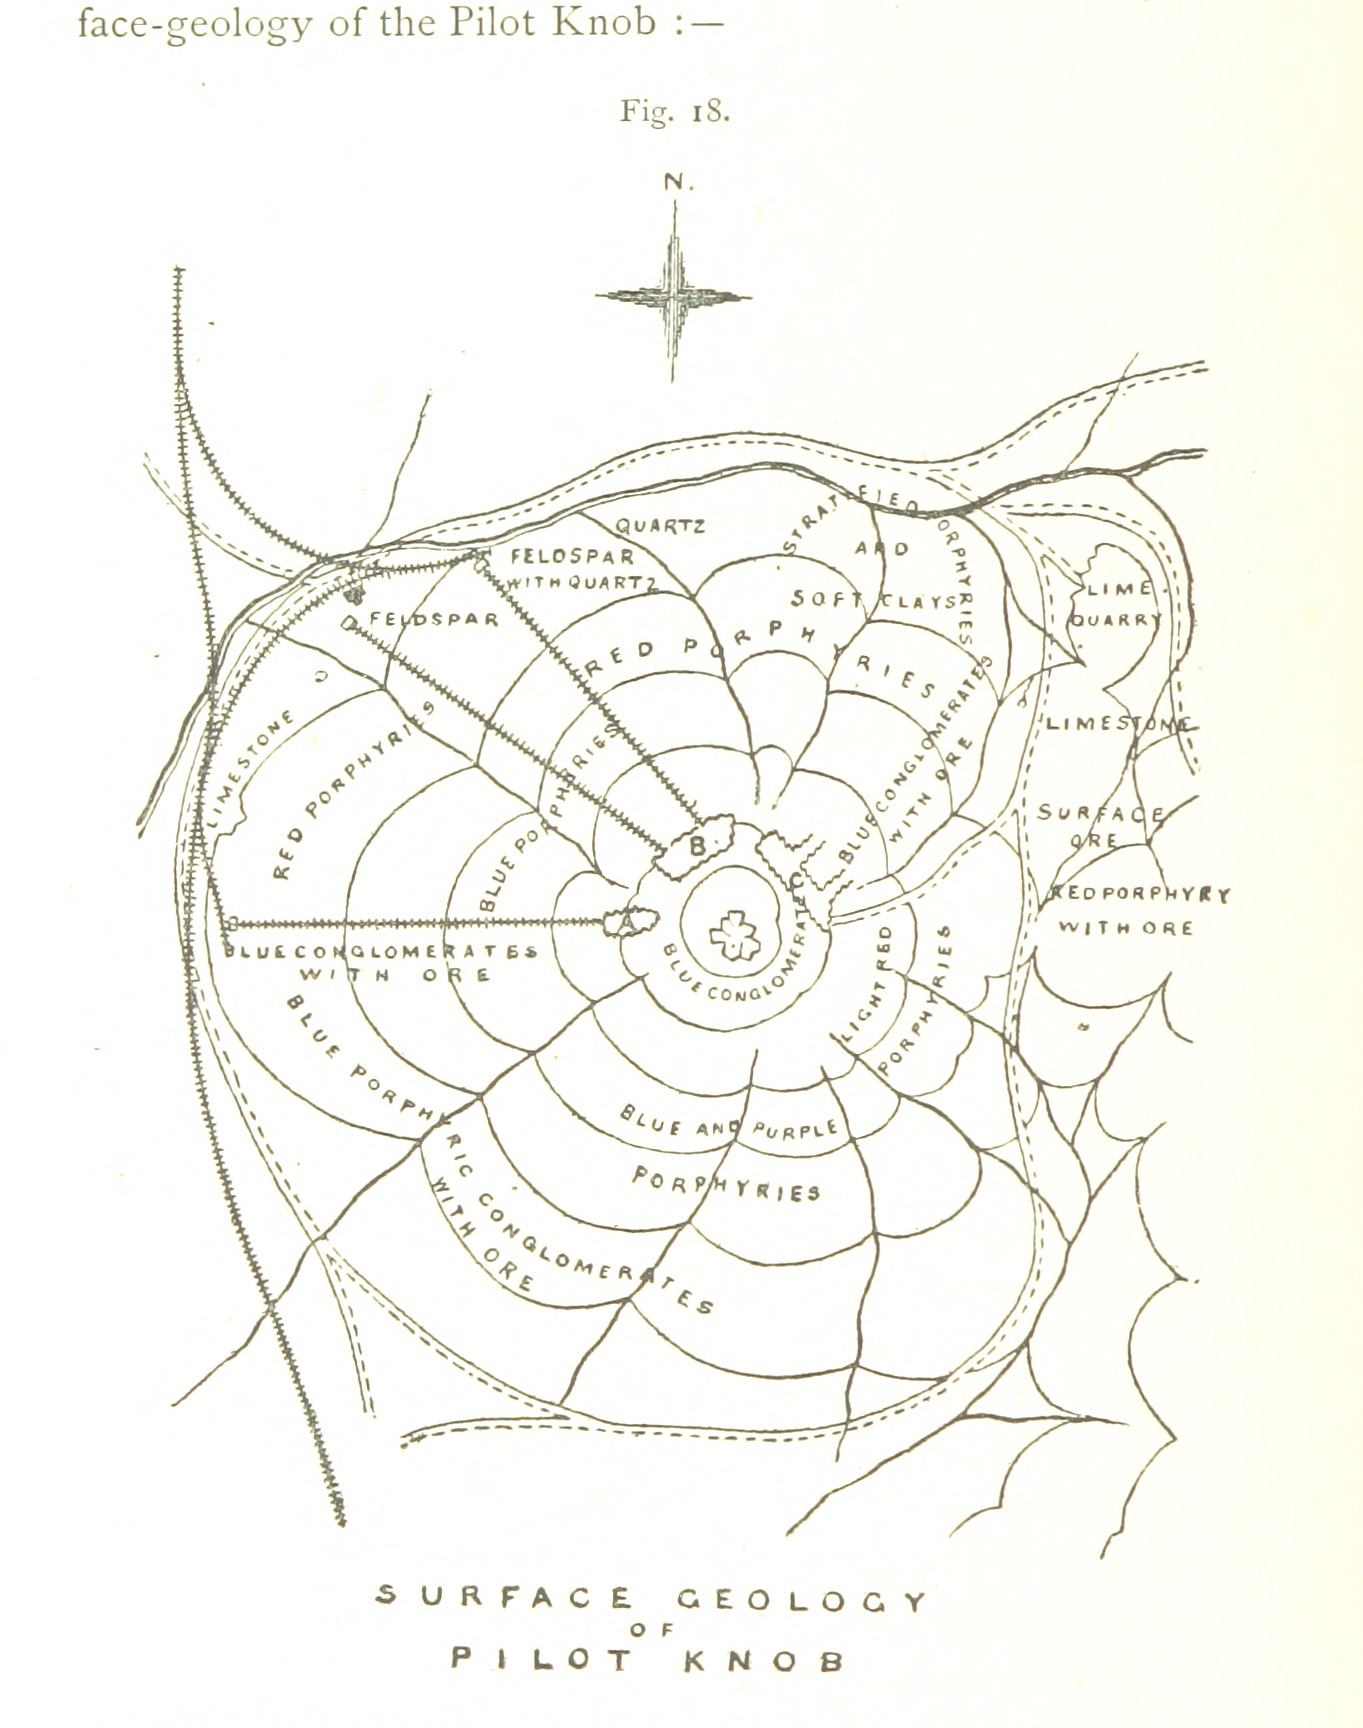 face-geology of the Pilot Knob :—
Fig. 18.
N.
QUARTZ
STRATIFIED PORPHYRIES
AND
SOFT CLAYS
FELDSPAR
WITH QUARTZ
FELDSPAR
LIME
QUARRY
RED PORPHYRIES
LIMESTONE
RED PORPHYRIES
BLUE PORPHYRIES
BLUE CONGLOMERATES
WITH ORE
LIMESTONE
SURFACE
ORE
RED PORPHYRY
WITH ORE
B
C
A
BLUE CONGLOMERATE
BLUE CONGLOMERATES
WITH ORE
LIGHT RED
PORPHYRIES
BLUE PORPHYRIC CONGLOMERATES
WITH ORE
BLUE AND PURPLE
PORPHYRIES
SURFACE GEOLOGY
OF
PILOT KNOB